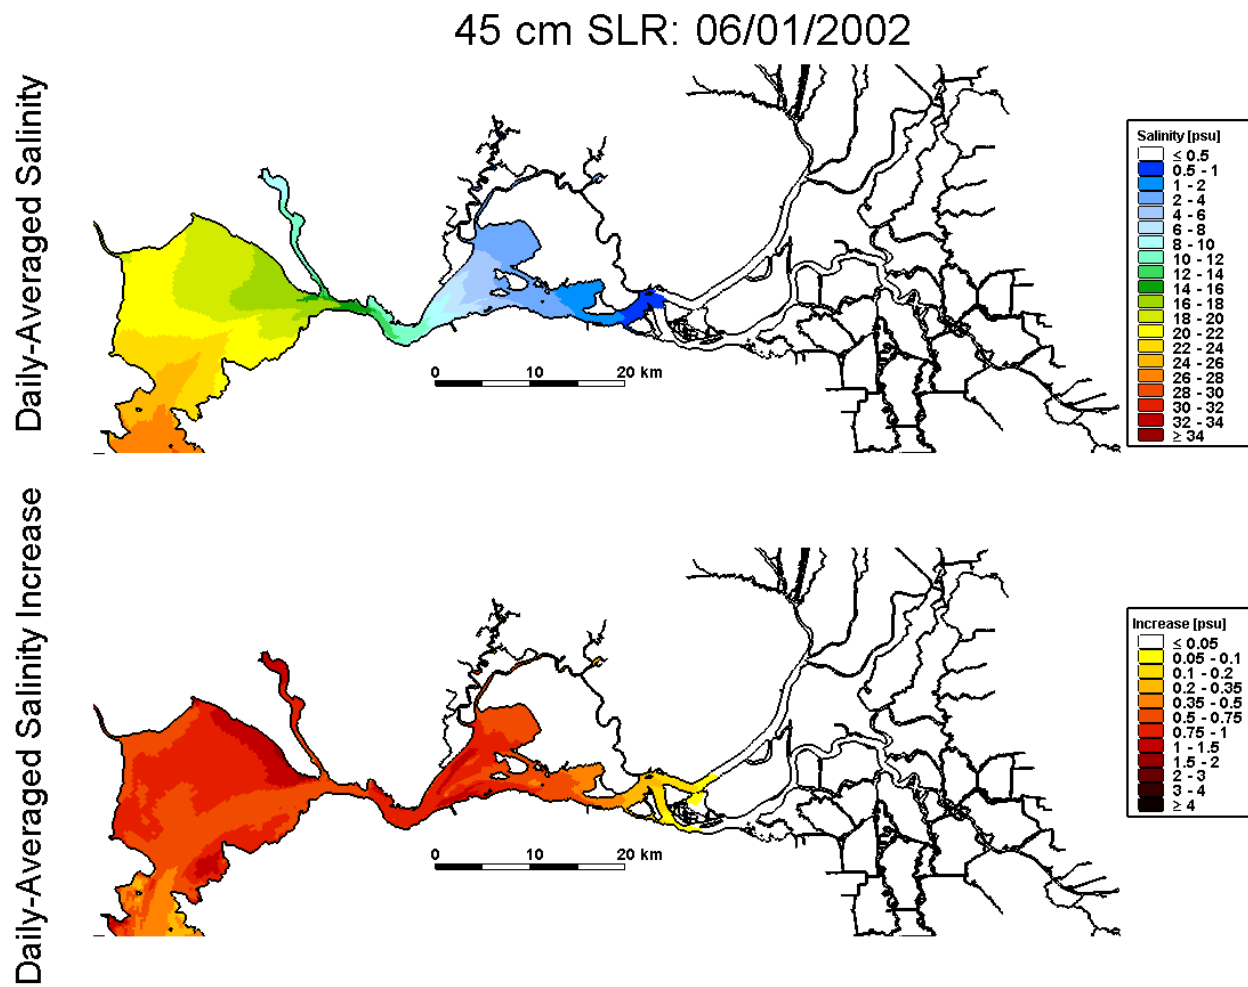 45 cm SLR: 06/01/2002
Daily-Averaged Salinity
Salinity [psu]
≤ 0.5
0.5 - 1
1 - 2
2 - 4
4 - 6
6 - 8
8 - 10
10 - 12
12 - 14
14 - 16
16 - 18
18 - 20
20 - 22
22 - 24
24 - 26
26 - 28
28 - 30
30 - 32
32 - 34
≥ 34
0 10 20 km
Daily-Averaged Salinity Increase
Increase [psu]
≤ 0.05
0.05 - 0.1
0.1 - 0.2
0.2 - 0.35
0.35 - 0.5
0.5 - 0.75
0.75 - 1
1 - 1.5
1.5 - 2
2 - 3
3 - 4
≥ 4
0 10 20 km